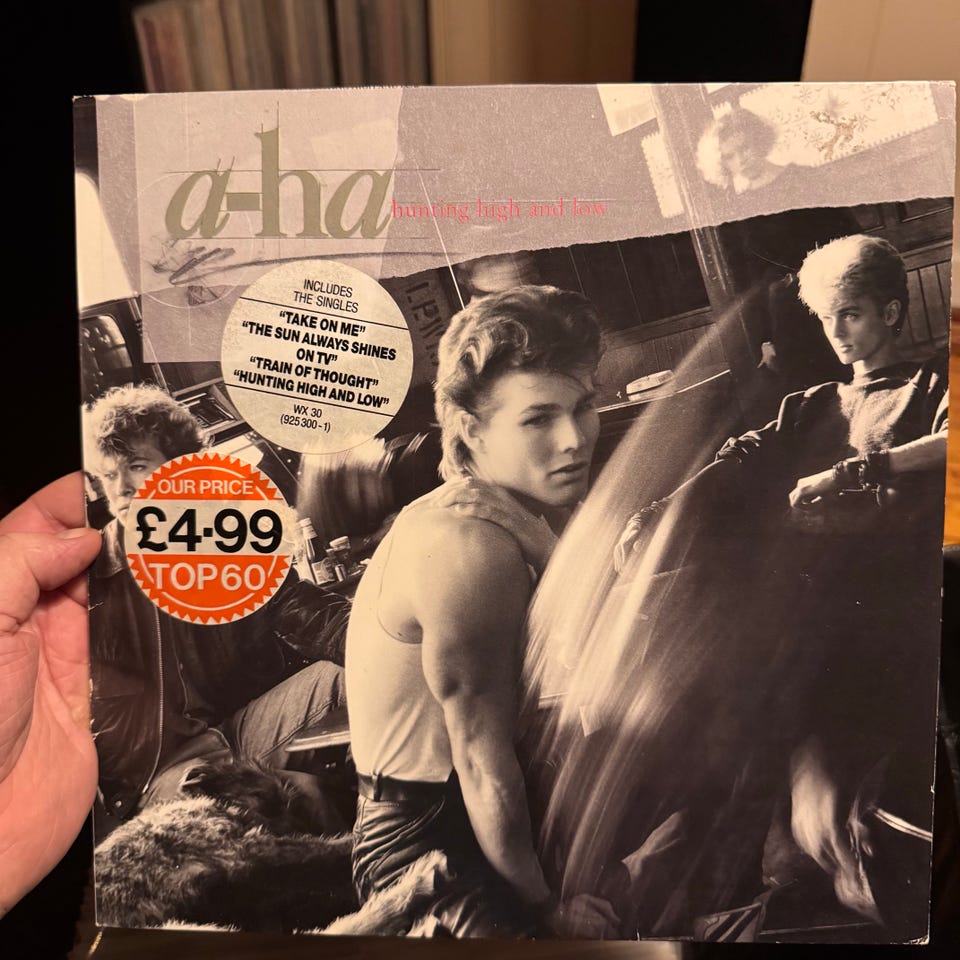 a-ha hunting high and low
INCLUDES
THE SINGLES
"TAKE ON ME"
"THE SUN ALWAYS SHINES
ON TV"
"TRAIN OF THOUGHT"
"HUNTING HIGH AND LOW"
WX 30
(925 300-1)
OUR PRICE
£4·99
TOP 60